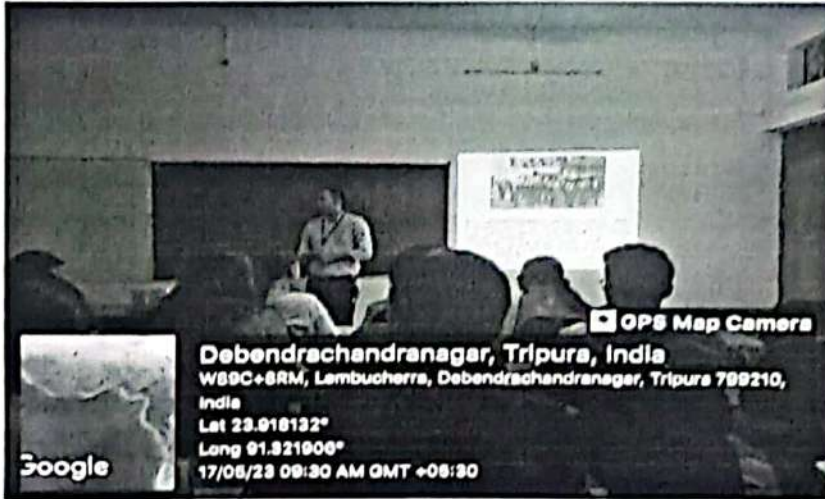 GPS Map Camera
Debendrachandranagar, Tripura, India
W89C+8RM, Lembucherra, Debendrachandranagar, Tripura 799210,
India
Lat 23.918132°
Long 91.321906°
17/05/23 09:30 AM GMT +05:30
Google